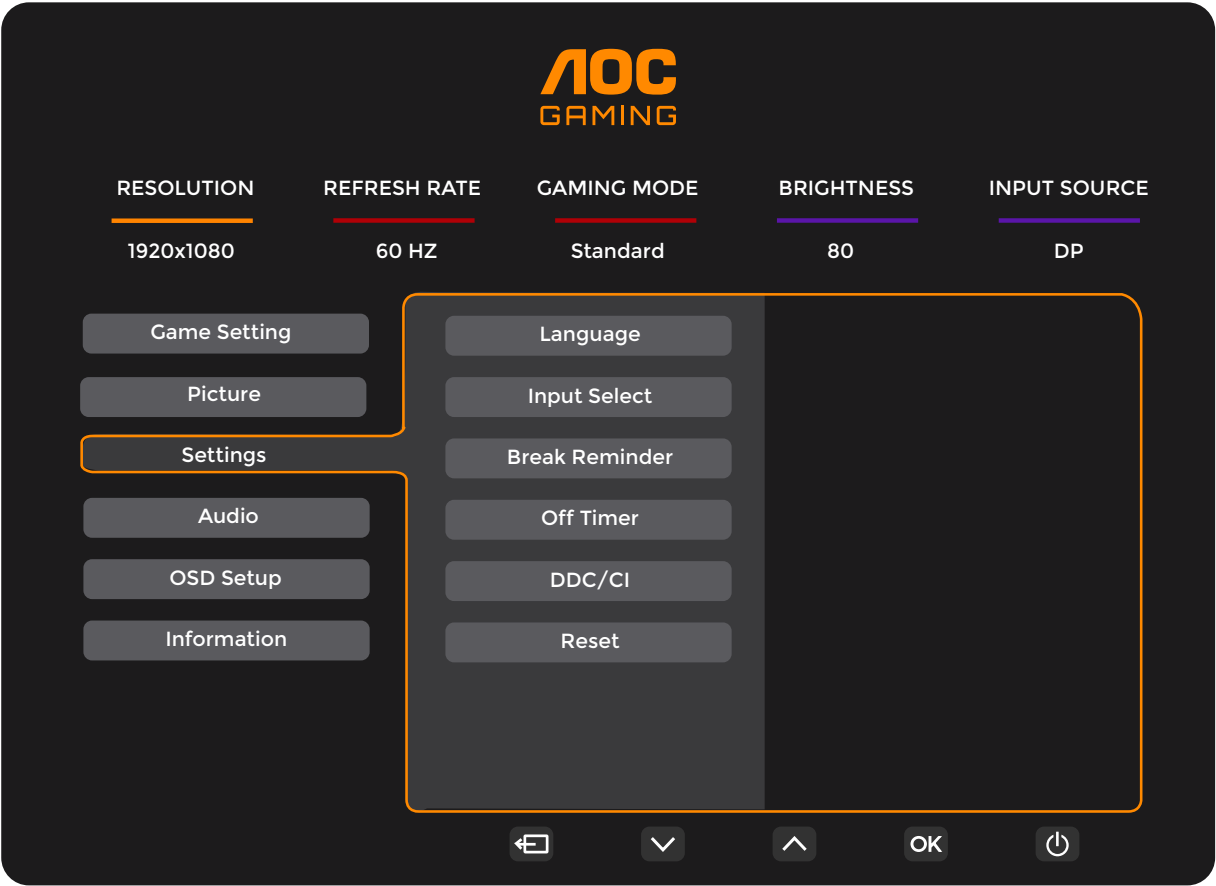 AOC
GAMING
RESOLUTION REFRESH RATE GAMING MODE BRIGHTNESS INPUT SOURCE
1920x1080 60 HZ Standard 80 DP
Game Setting Language
Picture Input Select
Settings Break Reminder
Audio Off Timer
OSD Setup DDC/CI
Information Reset
OK